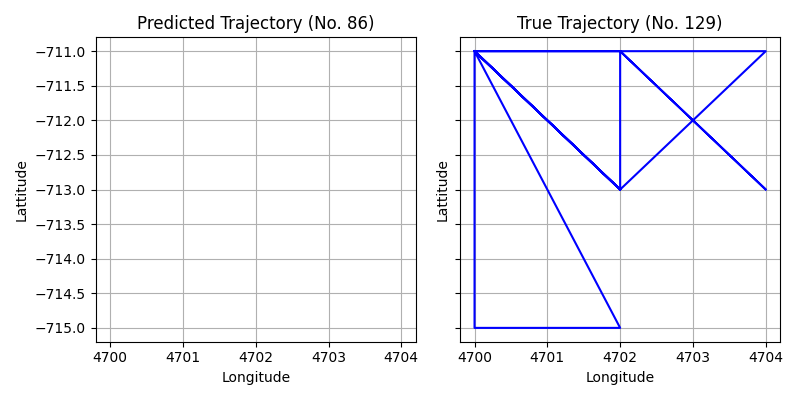 Predicted Trajectory (No. 86)
−711.0
−711.5
−712.0
−712.5
−713.0
−713.5
−714.0
−714.5
−715.0
Lattitude
4700 4701 4702 4703 4704
Longitude
True Trajectory (No. 129)
Lattitude
4700 4701 4702 4703 4704
Longitude